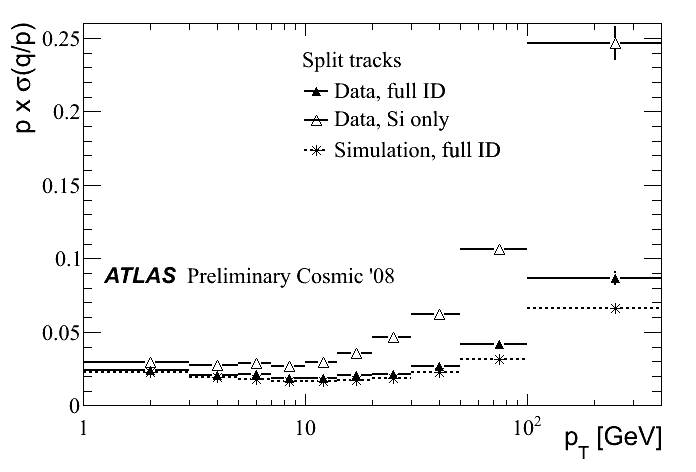 p x σ(q/p)
0.25
0.2
0.15
0.1
0.05
0
Split tracks
Data, full ID
Data, Si only
Simulation, full ID
ATLAS Preliminary Cosmic '08
1
10
10²
p_T [GeV]